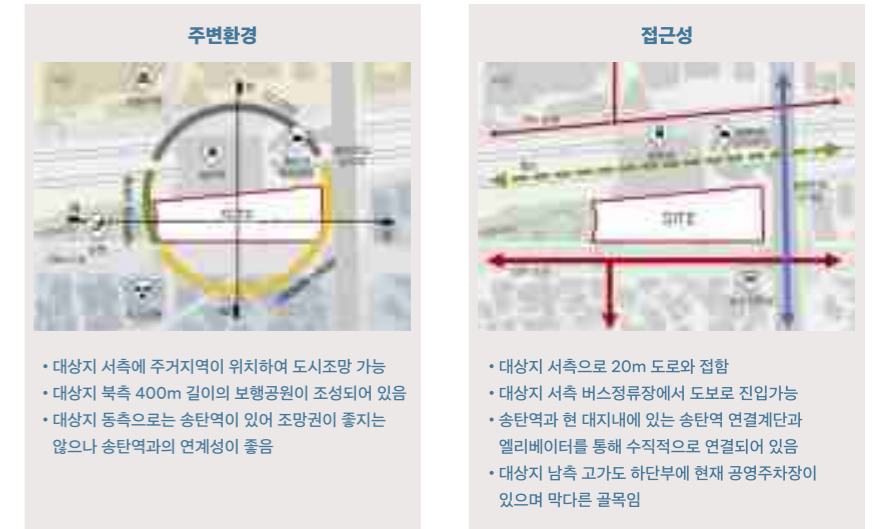 주변환경
SITE
• 대상지 서측에 주거지역이 위치하여 도시조망 가능
• 대상지 북측 400m 길이의 보행공원이 조성되어 있음
• 대상지 동측으로는 송탄역이 있어 조망권이 좋지는
않으나 송탄역과의 연계성이 좋음
접근성
SITE
• 대상지 서측으로 20m 도로와 접함
• 대상지 서측 버스정류장에서 도보로 진입가능
• 송탄역과 현 대지내에 있는 송탄역 연결계단과
엘리베이터를 통해 수직적으로 연결되어 있음
• 대상지 남측 고가도 하단부에 현재 공영주차장이
있으며 막다른 골목임